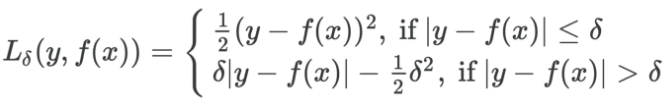 L_δ(y, f(x)) = { ½(y − f(x))², if |y − f(x)| ≤ δ
δ|y − f(x)| − ½δ², if |y − f(x)| > δ